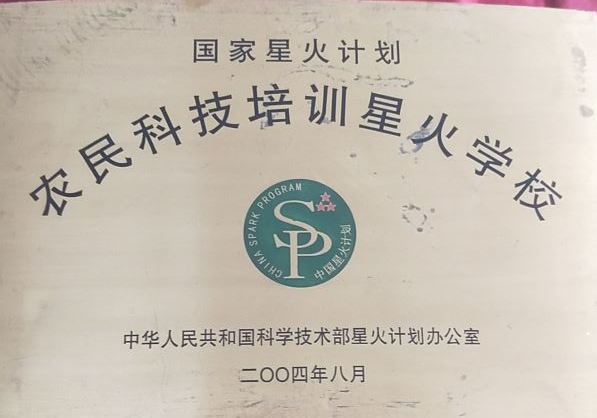 国家星火计划
农民科技培训星火学校
CHINA SPARK PROGRAM
SP
中国星火计划
中华人民共和国科学技术部星火计划办公室
二〇〇四年八月